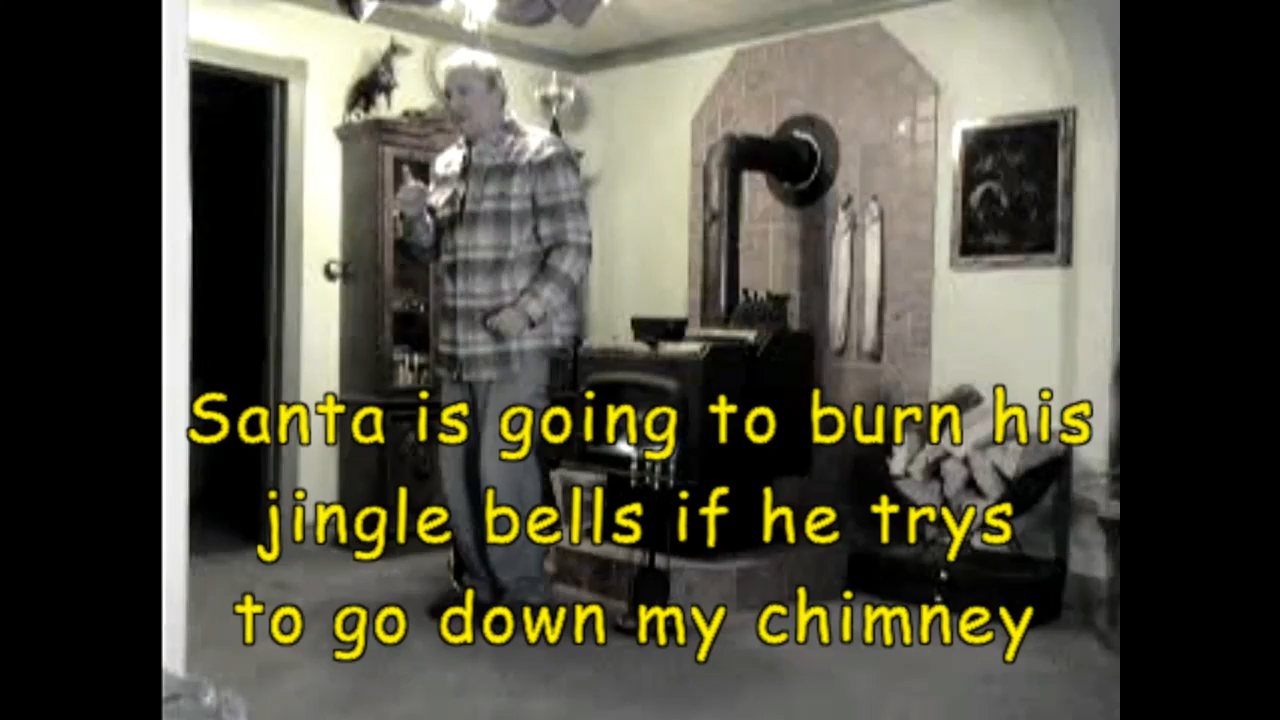 Santa is going to burn his
jingle bells if he trys
to go down my chimney